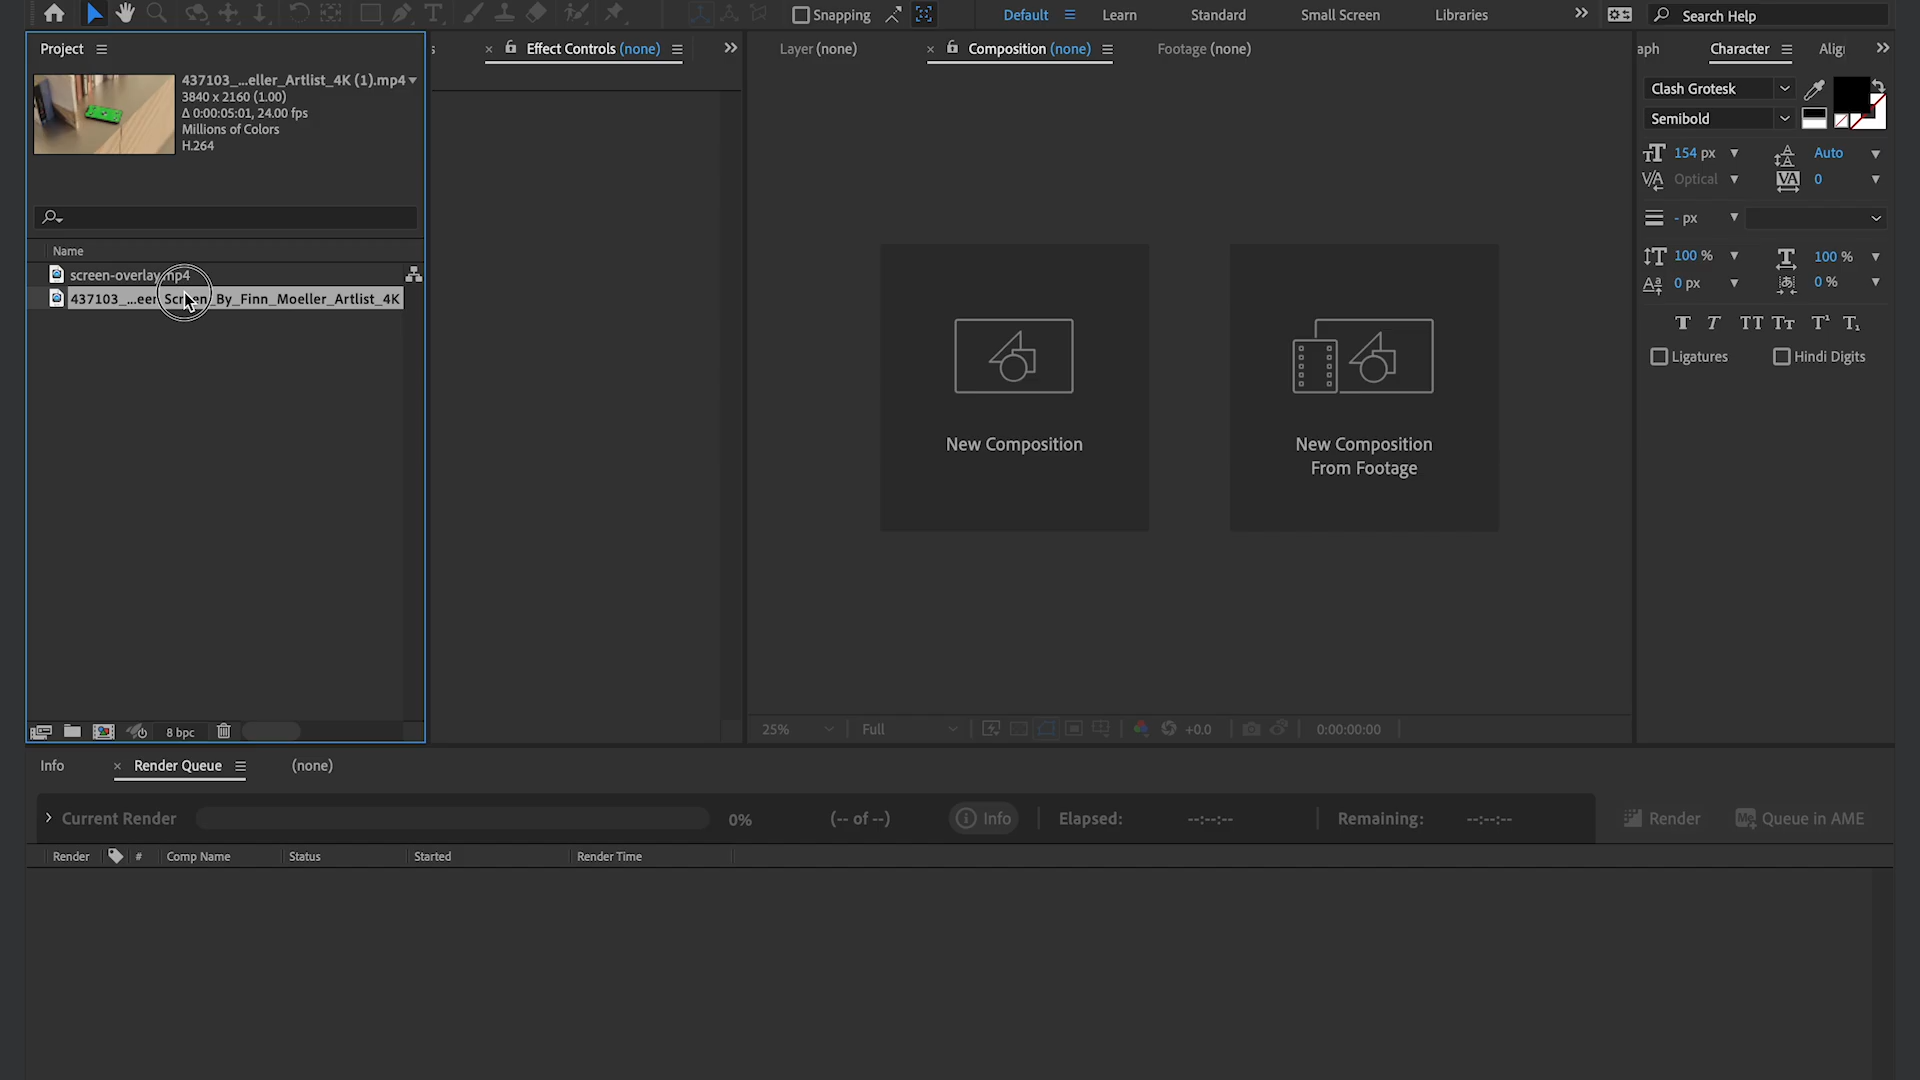 Snapping
Default
Learn
Standard
Small Screen
Libraries
Search Help
Project
Effect Controls (none)
Layer (none)
Composition (none)
Footage (none)
aph
Character
437103_...eller_Artlist_4K (1).mp4
3840 x 2160 (1.00)
Δ 0:00:05:01, 24.00 fps
Millions of Colors
H.264
Clash Grotesk
Semibold
154 px
Auto
Optical
0
- px
100 %
100 %
0 px
0 %
Ligatures
Hindi Digits
Name
screen-overlay.mp4
437103_...een_Screen_By_Finn_Moeller_Artlist_4K
New Composition
New Composition
From Footage
8 bpc
25%
Full
+0.0
0:00:00:00
Info
Render Queue
(none)
Current Render
0%
(-- of --)
Info
Elapsed:
--:--:--
Remaining:
--:--:--
Render
Queue in AME
Render
#
Comp Name
Status
Started
Render Time